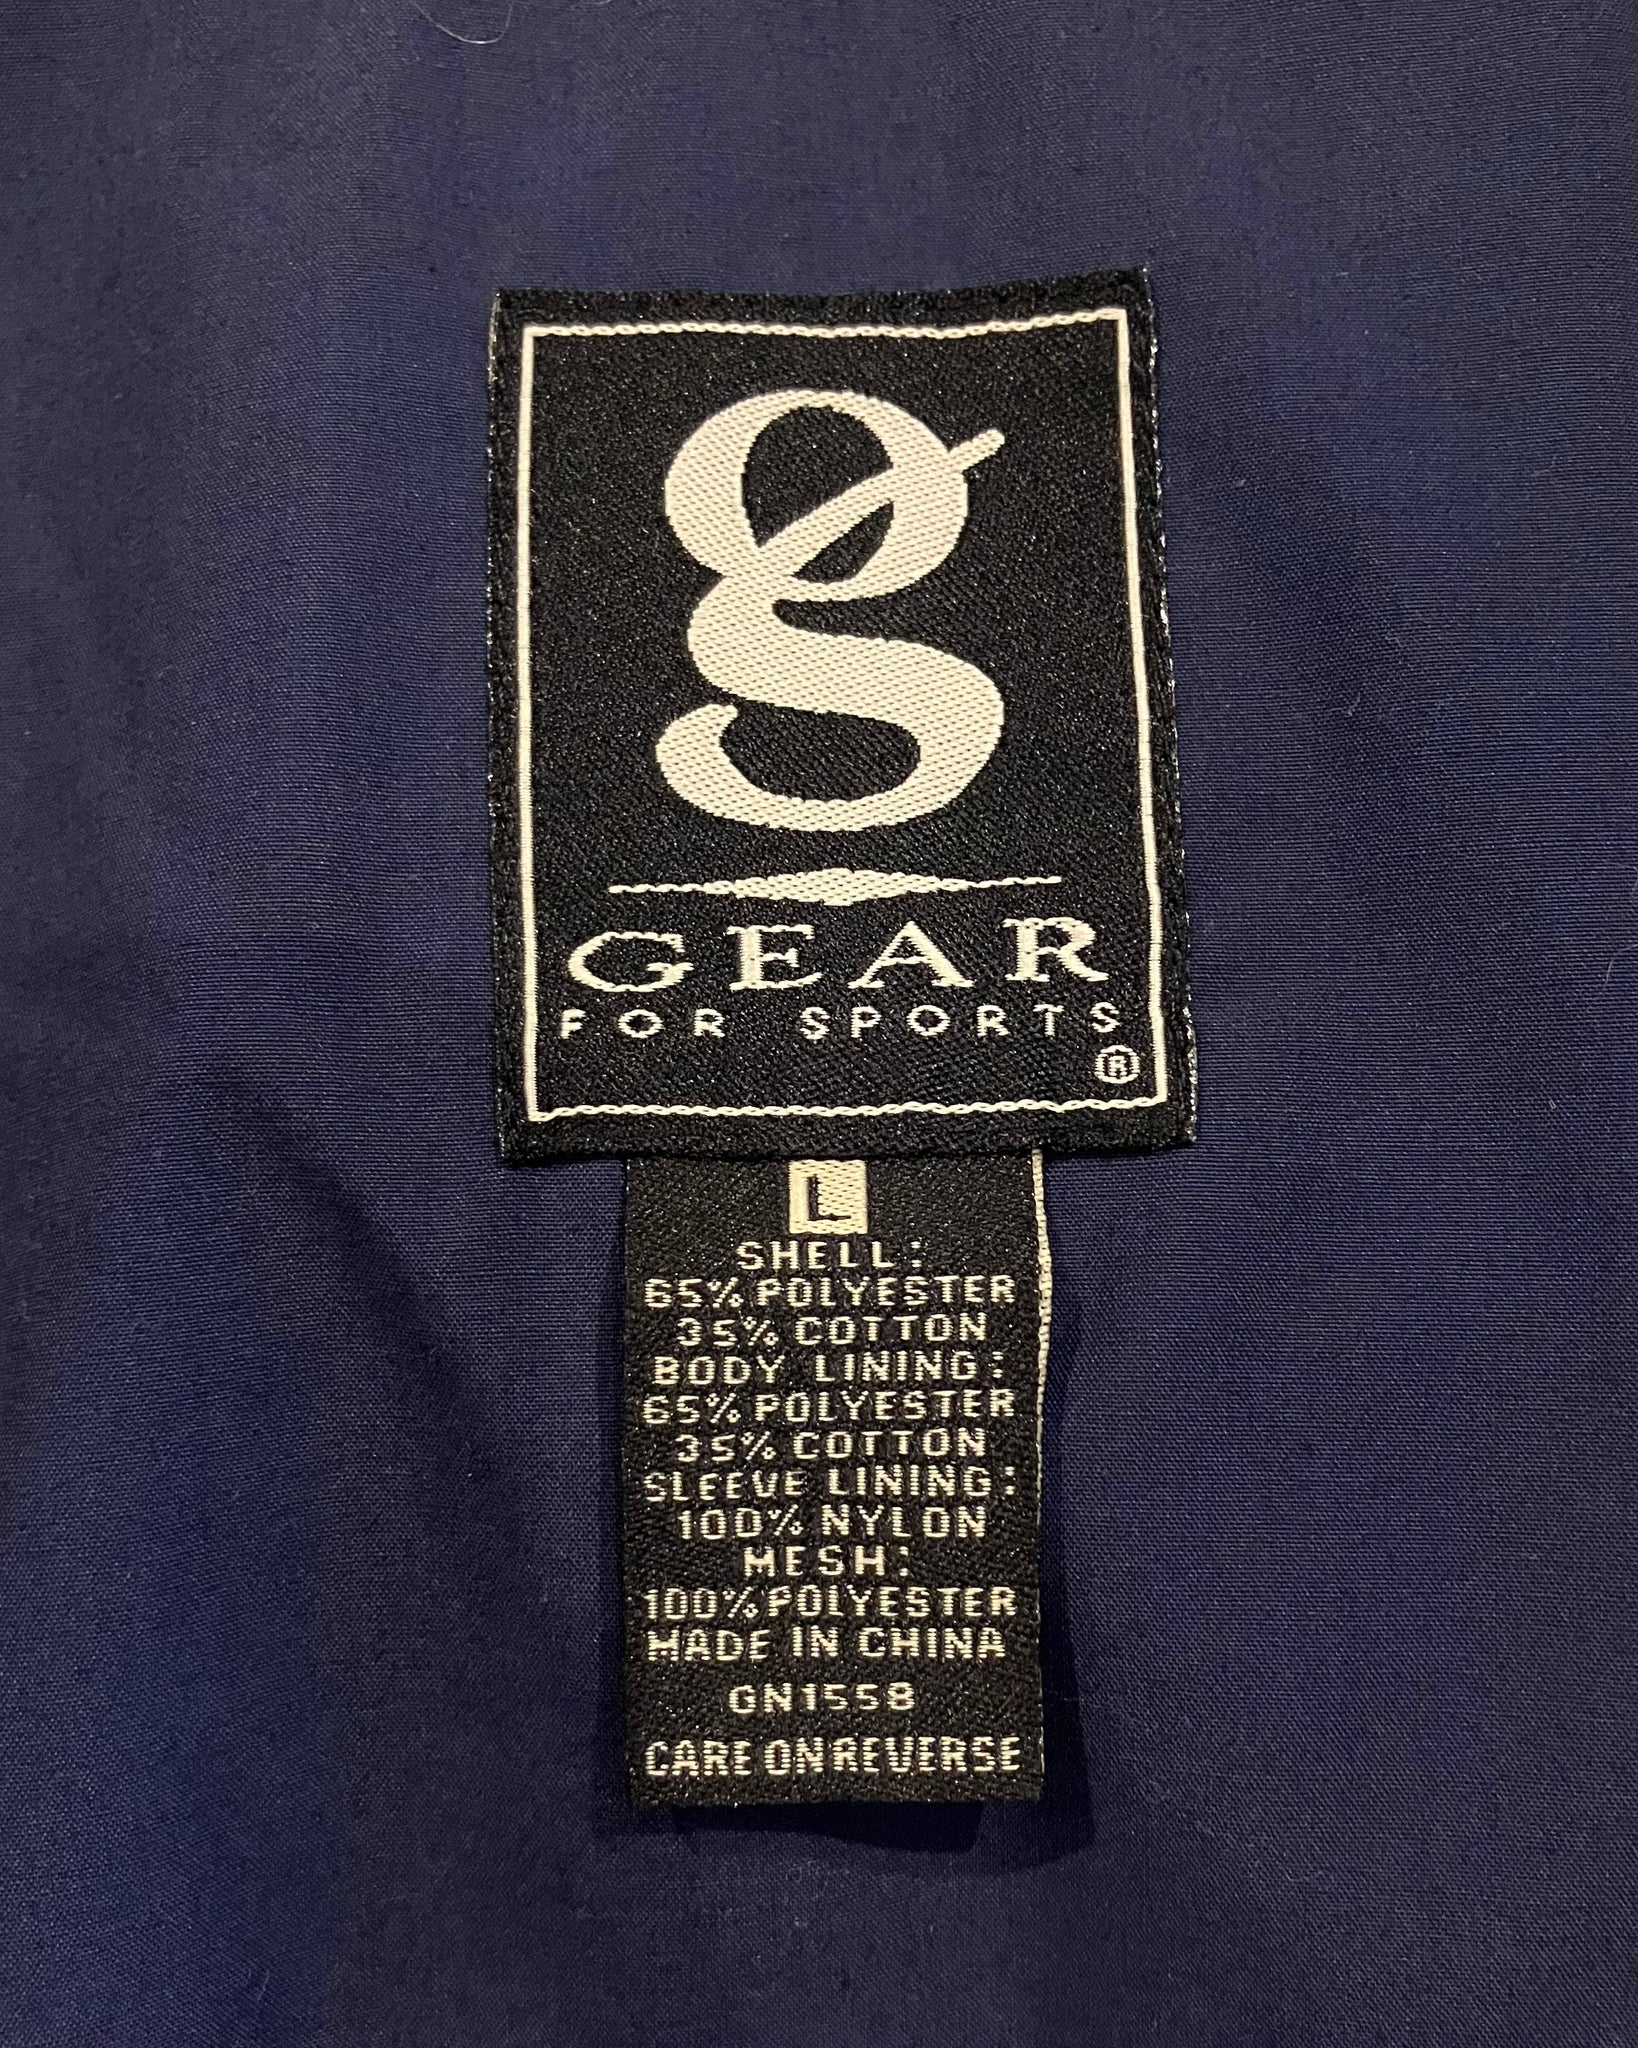 g
GEAR
FOR SPORTS
®
L
SHELL:
65% POLYESTER
35% COTTON
BODY LINING:
65% POLYESTER
35% COTTON
SLEEVE LINING:
100% NYLON
MESH:
100% POLYESTER
MADE IN CHINA
GN1558
CARE ON REVERSE